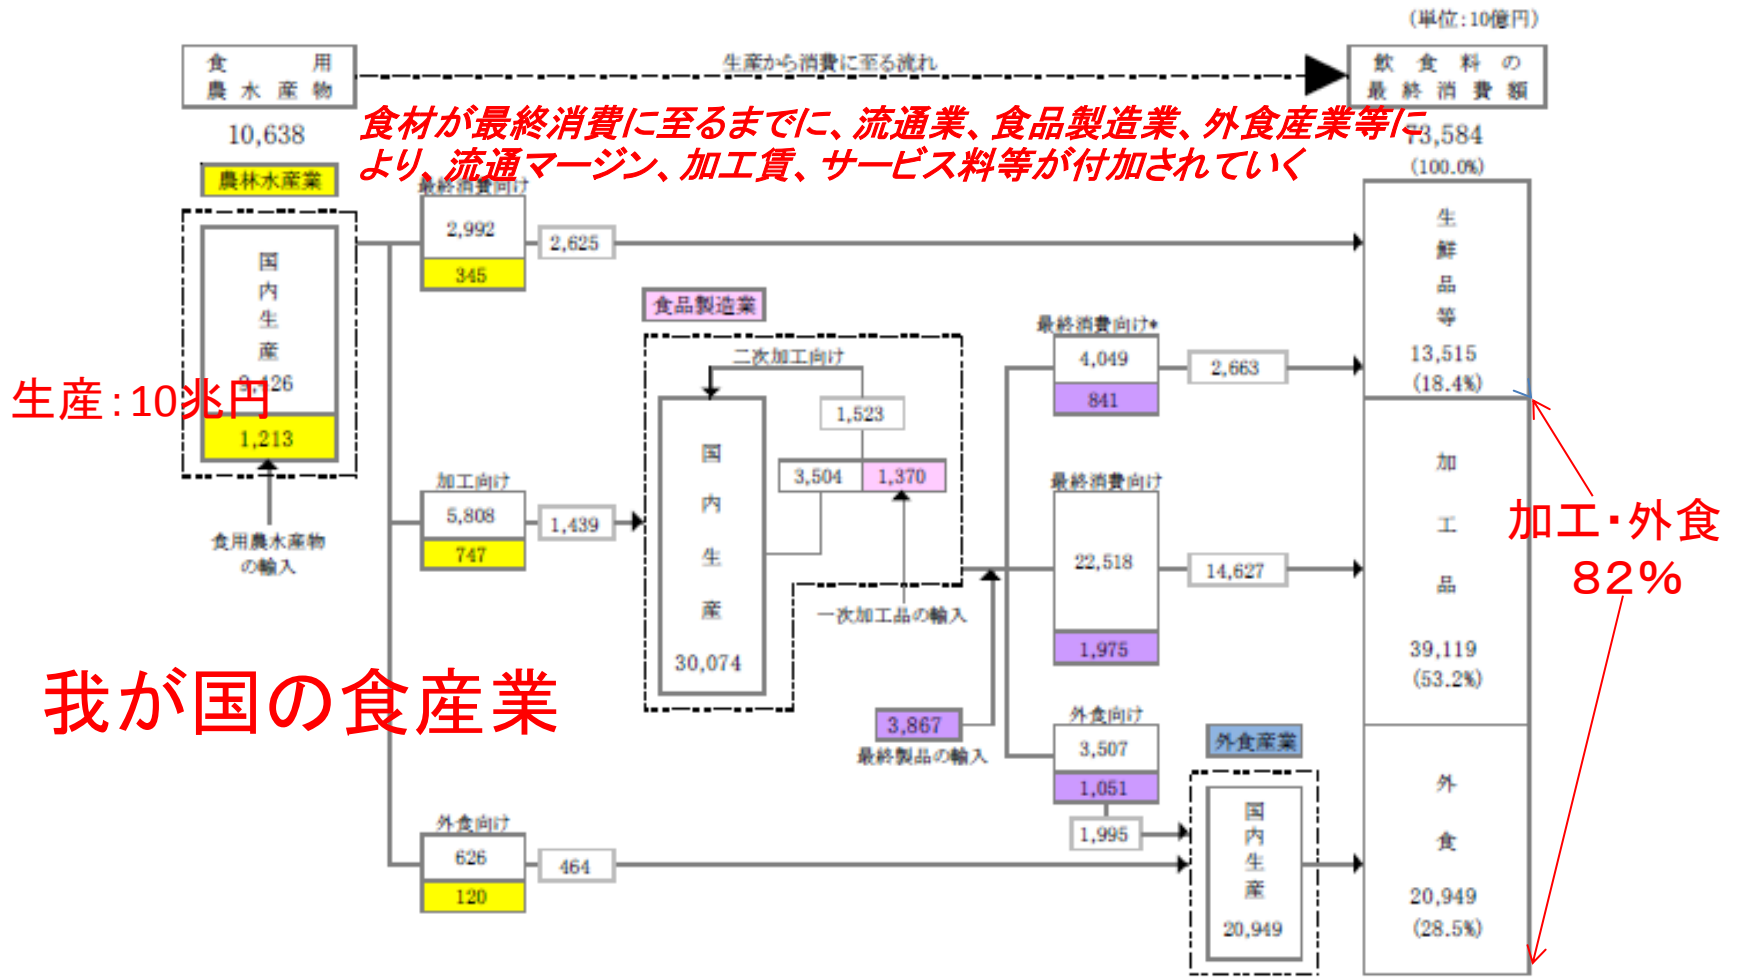 (単位:10億円)
食用
農水産物
生産から消費に至る流れ
飲食料の
最終消費額
10,638
73,584
(100.0%)
食材が最終消費に至るまでに、流通業、食品製造業、外食産業等に
より、流通マージン、加工賃、サービス料等が付加されていく
農林水産業
国内生産
9,426
1,213
食用農水産物
の輸入
生産:10兆円
最終消費向け
2,992
345
2,625
加工向け
5,808
747
1,439
外食向け
626
120
464
我が国の食産業
食品製造業
二次加工向け
1,523
3,504
1,370
国内生産
30,074
一次加工品の輸入
3,867
最終製品の輸入
最終消費向け*
4,049
841
2,663
最終消費向け
22,518
1,975
14,627
外食向け
3,507
1,051
1,995
外食産業
国内生産
20,949
生鮮品等
13,515
(18.4%)
加工品
39,119
(53.2%)
外食
20,949
(28.5%)
加工・外食
82%